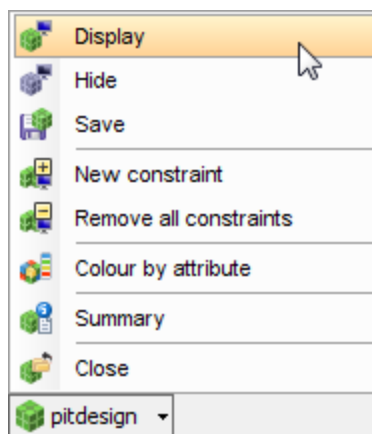 Display
Hide
Save
New constraint
Remove all constraints
Colour by attribute
Summary
Close
pitdesign